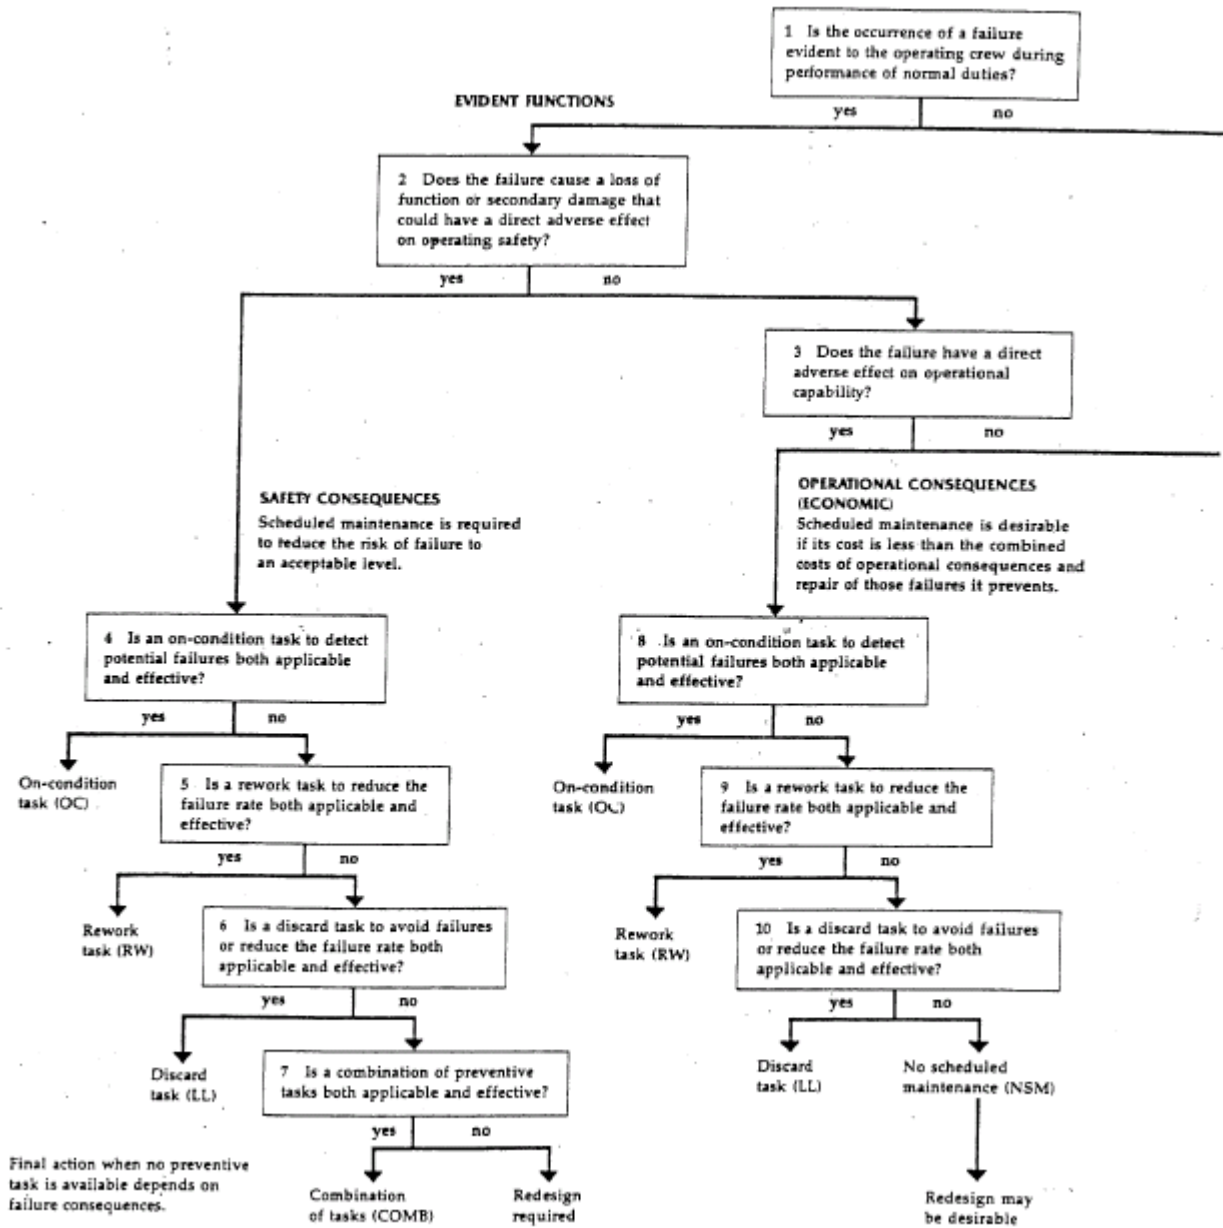 1 Is the occurrence of a failure
evident to the operating crew during
performance of normal duties?
yes no
EVIDENT FUNCTIONS
2 Does the failure cause a loss of
function or secondary damage that
could have a direct adverse effect
on operating safety?
yes no
3 Does the failure have a direct
adverse effect on operational
capability?
yes no
SAFETY CONSEQUENCES
Scheduled maintenance is required
to reduce the risk of failure to
an acceptable level.
OPERATIONAL CONSEQUENCES
(ECONOMIC)
Scheduled maintenance is desirable
if its cost is less than the combined
costs of operational consequences and
repair of those failures it prevents.
4 Is an on-condition task to detect
potential failures both applicable
and effective?
yes no
On-condition
task (OC)
5 Is a rework task to reduce the
failure rate both applicable and
effective?
yes no
Rework
task (RW)
6 Is a discard task to avoid failures
or reduce the failure rate both
applicable and effective?
yes no
Discard
task (LL)
7 Is a combination of preventive
tasks both applicable and effective?
yes no
Combination
of tasks (COMB)
Redesign
required
Final action when no preventive
task is available depends on
failure consequences.
8 Is an on-condition task to detect
potential failures both applicable
and effective?
yes no
On-condition
task (OC)
9 Is a rework task to reduce the
failure rate both applicable and
effective?
yes no
Rework
task (RW)
10 Is a discard task to avoid failures
or reduce the failure rate both
applicable and effective?
yes no
Discard
task (LL)
No scheduled
maintenance (NSM)
Redesign may
be desirable